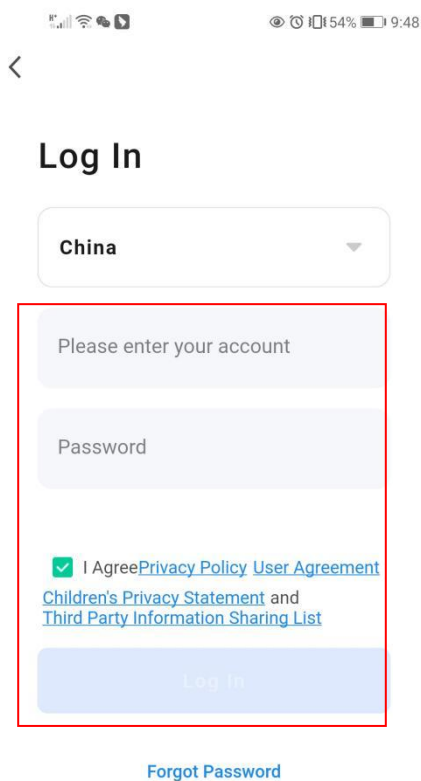 54% 9:48
Log In
China
Please enter your account
Password
I AgreePrivacy Policy User Agreement
Children's Privacy Statement and
Third Party Information Sharing List
Log In
Forgot Password